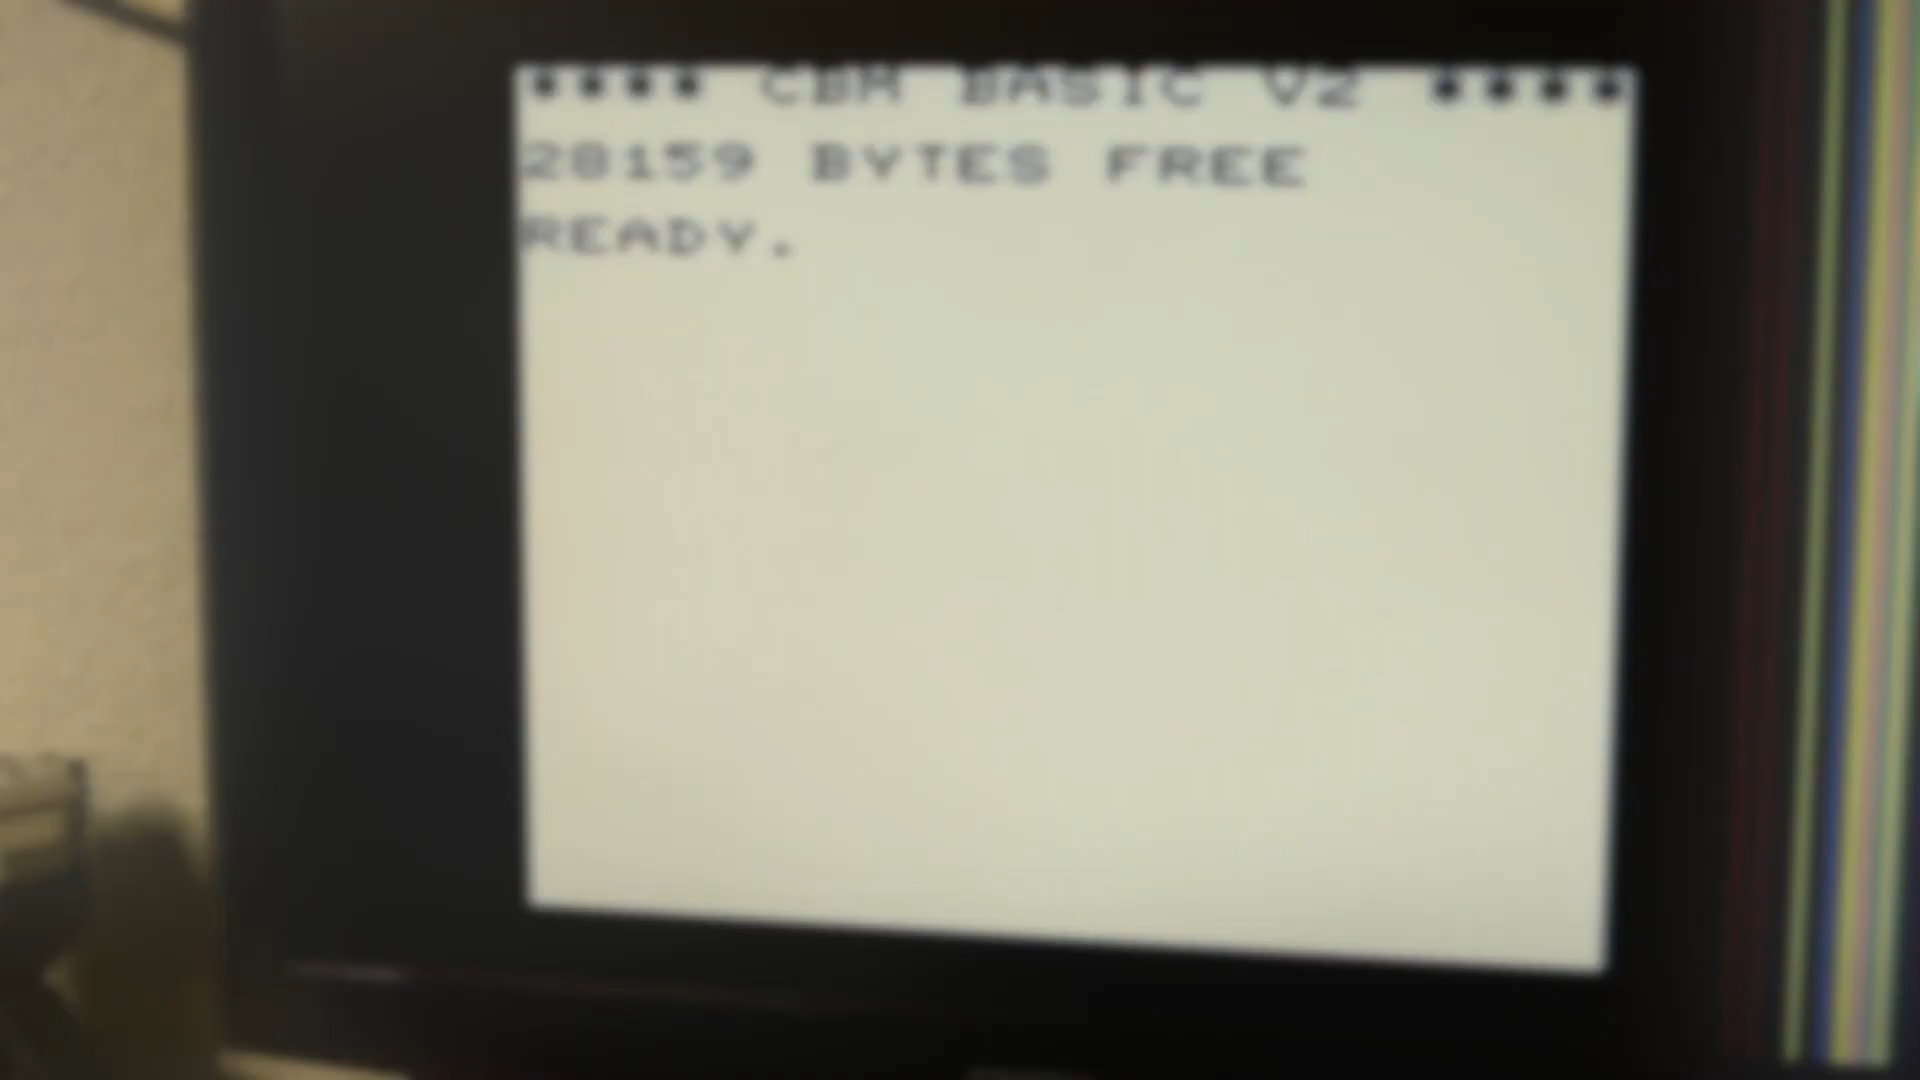 **** CBM BASIC V2 ****
28159 BYTES FREE
READY.